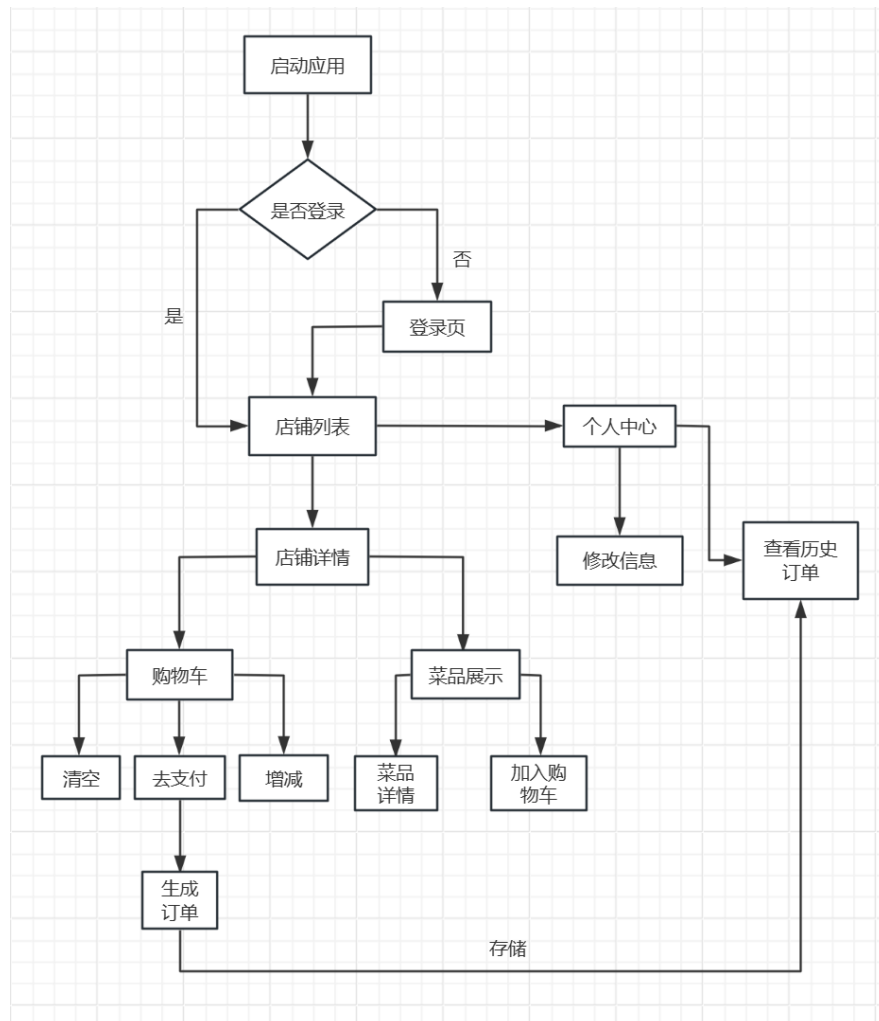 启动应用
是否登录
否
是
登录页
店铺列表
个人中心
店铺详情
修改信息
查看历史
订单
购物车
菜品展示
清空
去支付
增减
菜品
详情
加入购
物车
生成
订单
存储